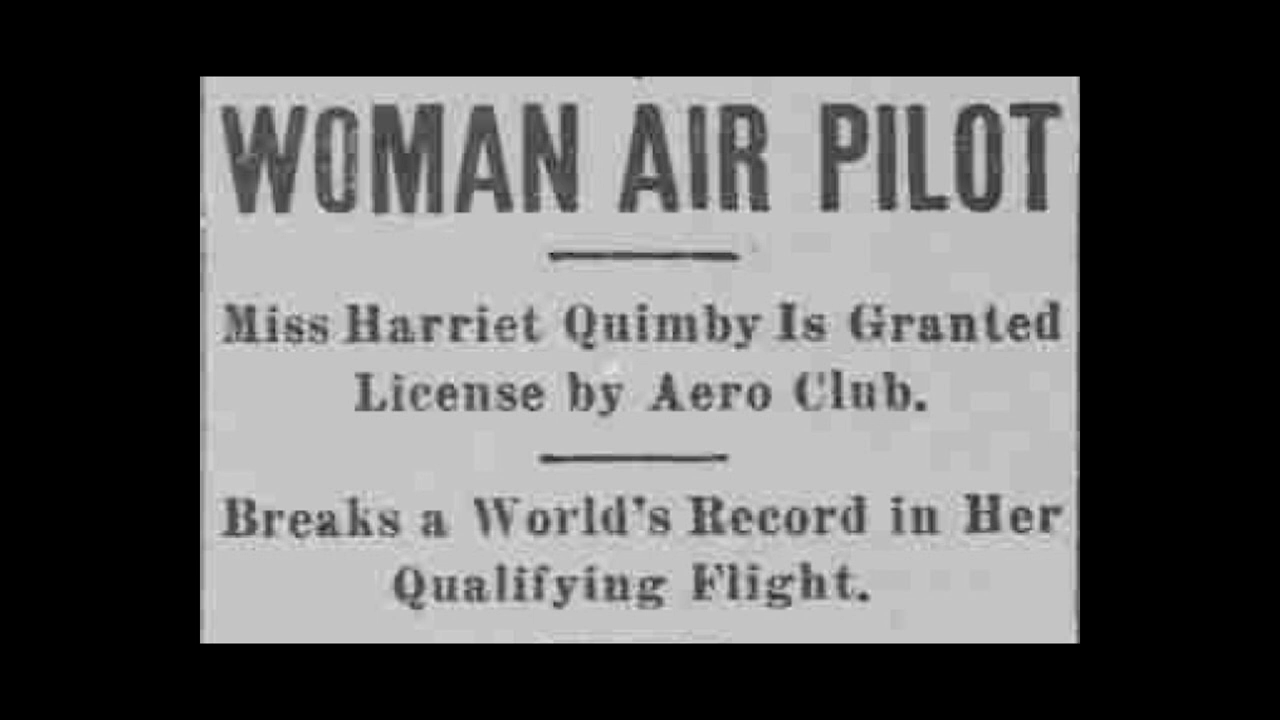 WOMAN AIR PILOT
Miss Harriet Quimby Is Granted
License by Aero Club.
Breaks a World's Record in Her
Qualifying Flight.